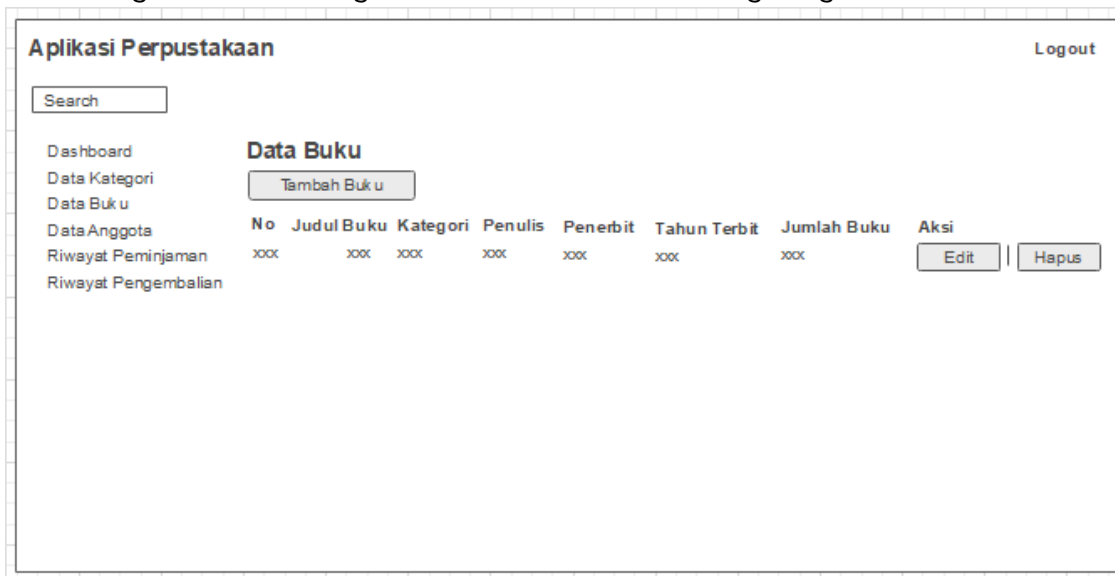 Aplikasi Perpustakaan
Logout
Search
Dashboard
Data Kategori
Data Buku
Data Anggota
Riwayat Peminjaman
Riwayat Pengembalian
Data Buku
Tambah Buku
No Judul Buku Kategori Penulis Penerbit Tahun Terbit Jumlah Buku Aksi
xxx xxx xxx xxx xxx xxx xxx Edit | Hapus